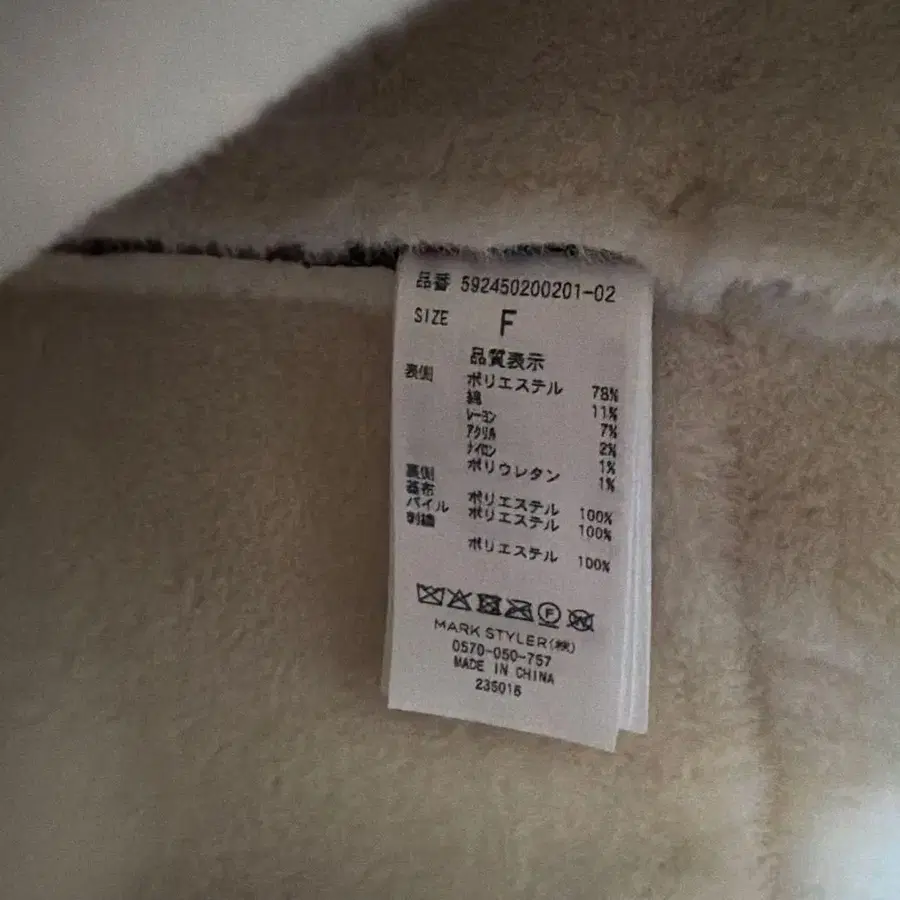 品番 592450200201-02
SIZE F
品質表示
表側 ポリエステル 78%
綿 11%
レーヨン 7%
アクリル 2%
ナイロン 1%
ポリウレタン 1%
裏側
基布 ポリエステル 100%
パイル ポリエステル 100%
刺繍
ポリエステル 100%
MARK STYLER(株)
0570-050-757
MADE IN CHINA
235016